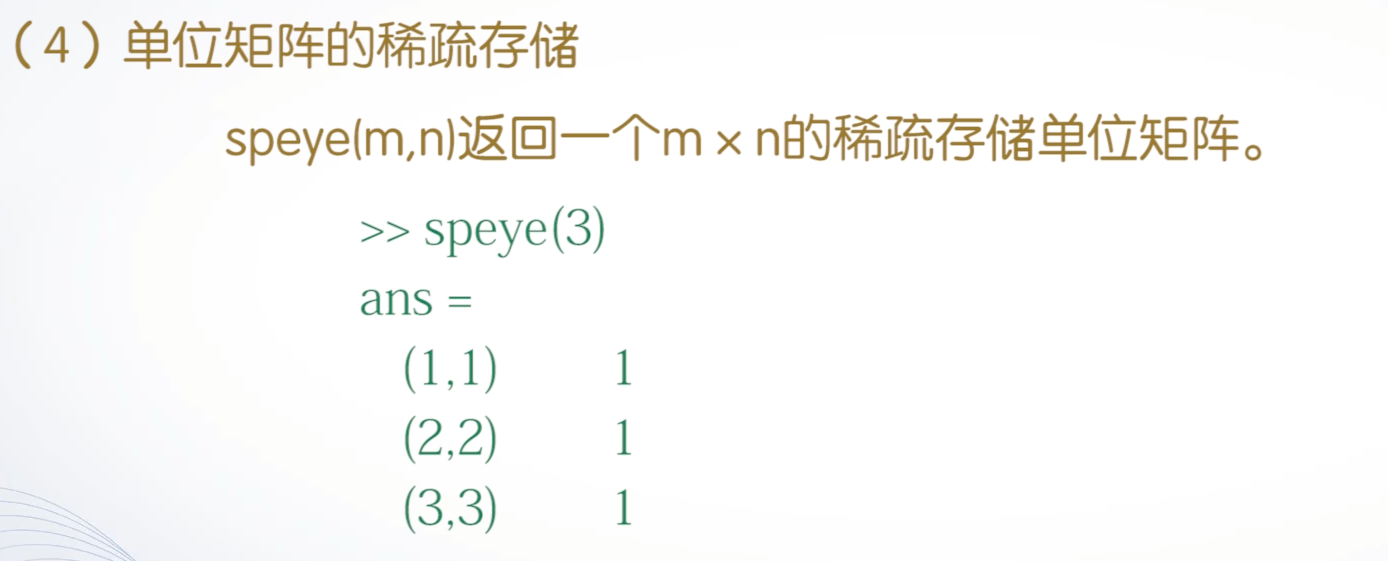 （4）单位矩阵的稀疏存储
speye(m,n)返回一个m × n的稀疏存储单位矩阵。
>> speye(3)
ans =
(1,1) 1
(2,2) 1
(3,3) 1